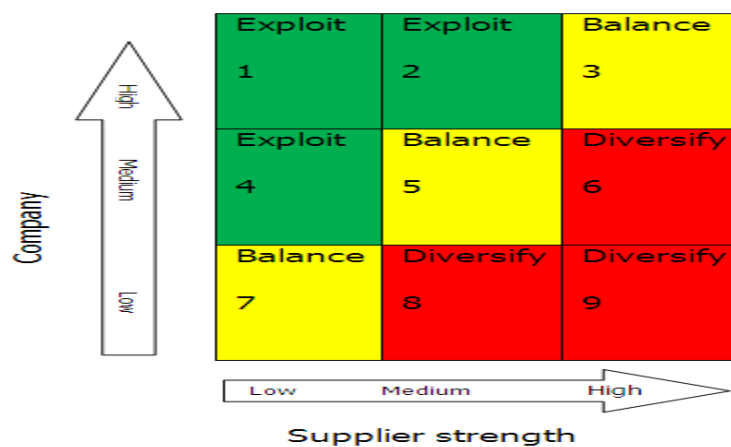 Exploit Exploit Balance
1 2 3
Exploit Balance Diversify
4 5 6
Balance Diversify Diversify
7 8 9
High
Medium
Low
Company
Low Medium High
Supplier strength